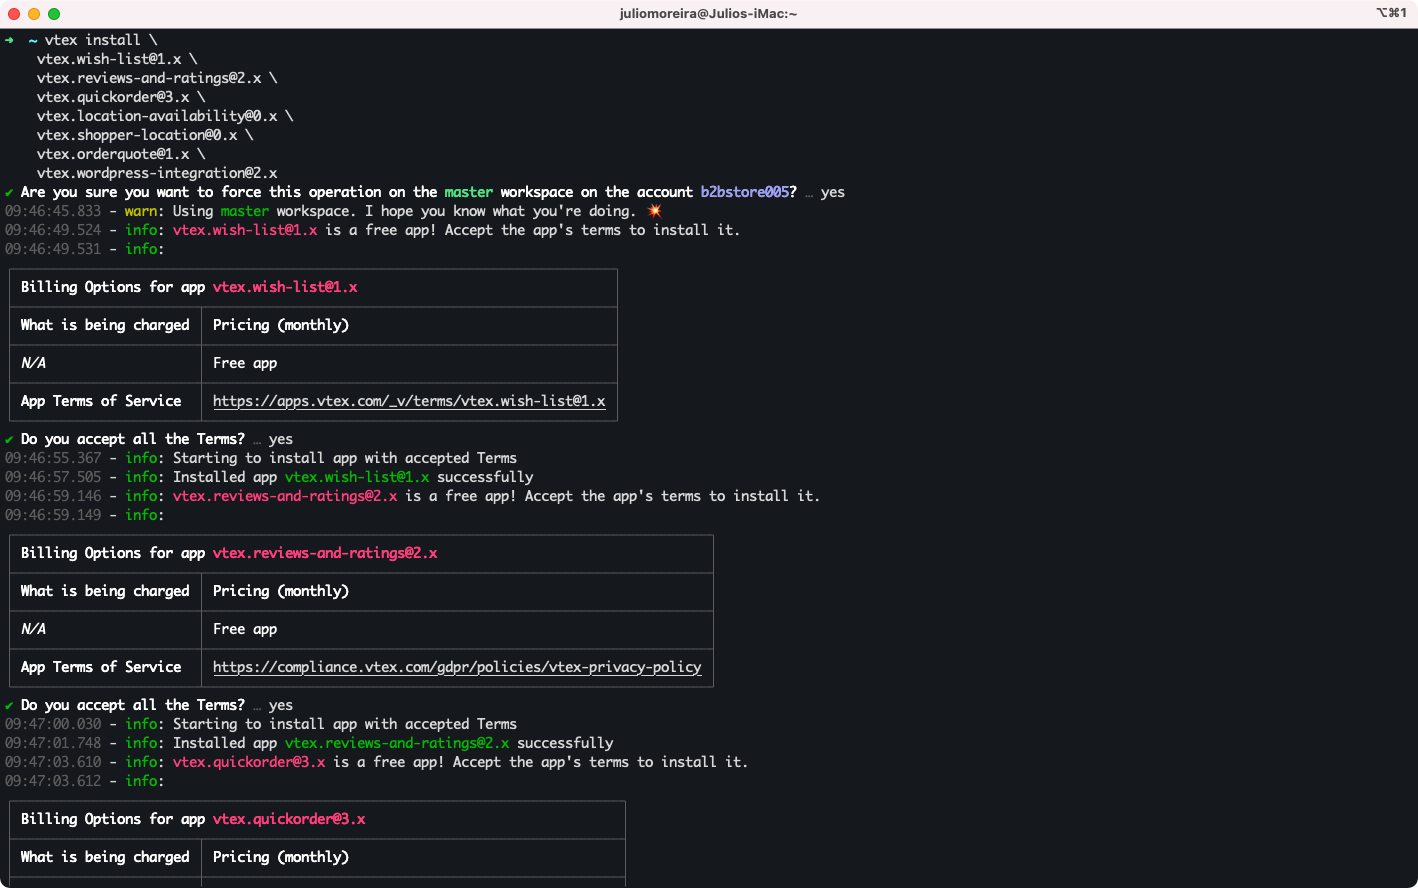 juliomoreira@Julios-iMac:~
⌥⌘1
➜ ~ vtex install \
vtex.wish-list@1.x \
vtex.reviews-and-ratings@2.x \
vtex.quickorder@3.x \
vtex.location-availability@0.x \
vtex.shopper-location@0.x \
vtex.orderquote@1.x \
vtex.wordpress-integration@2.x
✔ Are you sure you want to force this operation on the master workspace on the account b2bstore005? … yes
09:46:45.833 - warn: Using master workspace. I hope you know what you're doing. 💥
09:46:49.524 - info: vtex.wish-list@1.x is a free app! Accept the app's terms to install it.
09:46:49.531 - info:
Billing Options for app vtex.wish-list@1.x
What is being charged Pricing (monthly)
N/A Free app
App Terms of Service https://apps.vtex.com/_v/terms/vtex.wish-list@1.x
✔ Do you accept all the Terms? … yes
09:46:55.367 - info: Starting to install app with accepted Terms
09:46:57.505 - info: Installed app vtex.wish-list@1.x successfully
09:46:59.146 - info: vtex.reviews-and-ratings@2.x is a free app! Accept the app's terms to install it.
09:46:59.149 - info:
Billing Options for app vtex.reviews-and-ratings@2.x
What is being charged Pricing (monthly)
N/A Free app
App Terms of Service https://compliance.vtex.com/gdpr/policies/vtex-privacy-policy
✔ Do you accept all the Terms? … yes
09:47:00.030 - info: Starting to install app with accepted Terms
09:47:01.748 - info: Installed app vtex.reviews-and-ratings@2.x successfully
09:47:03.610 - info: vtex.quickorder@3.x is a free app! Accept the app's terms to install it.
09:47:03.612 - info:
Billing Options for app vtex.quickorder@3.x
What is being charged Pricing (monthly)